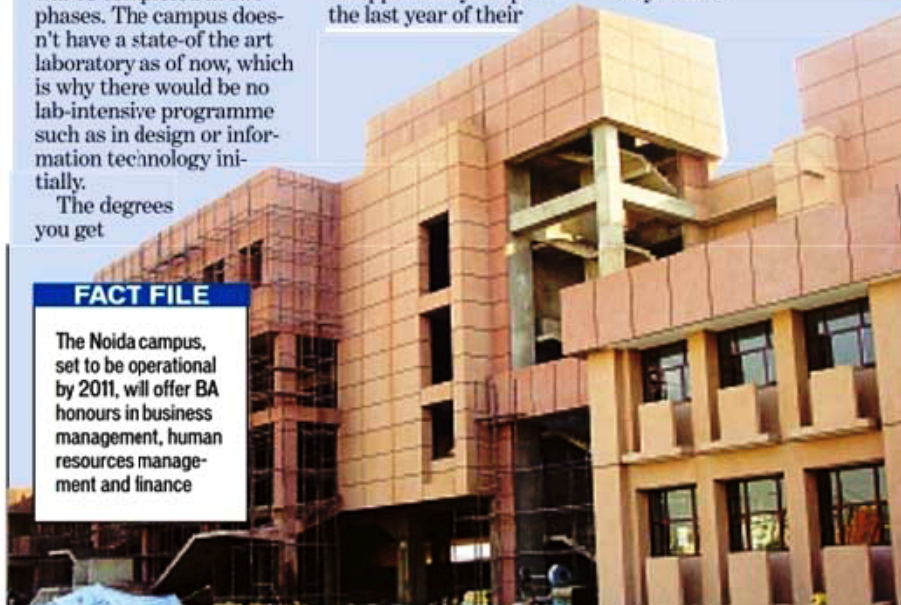 phases. The campus does-
n't have a state-of the art
laboratory as of now, which
is why there would be no
lab-intensive programme
such as in design or infor-
mation technology ini-
tially.
The degrees
you get
the last year of their
FACT FILE
The Noida campus,
set to be operational
by 2011, will offer BA
honours in business
management, human
resources manage-
ment and finance